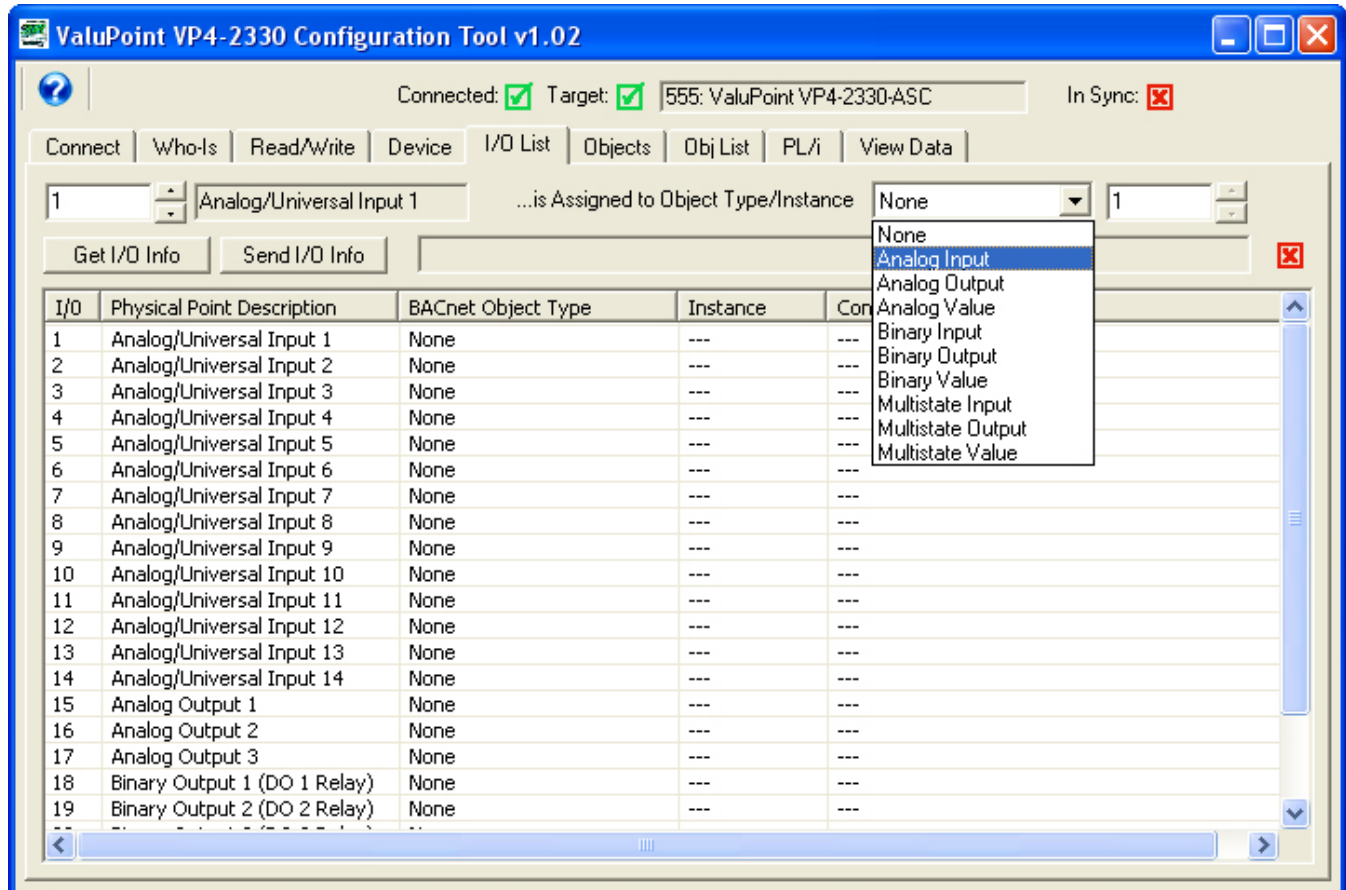 ValuPoint VP4-2330 Configuration Tool v1.02
Connected: Target: 555: ValuPoint VP4-2330-ASC In Sync:
Connect Who-Is Read/Write Device I/O List Objects Obj List PL/i View Data
1 Analog/Universal Input 1 ...is Assigned to Object Type/Instance None 1
Get I/O Info Send I/O Info
None
Analog Input
Analog Output
Analog Value
Binary Input
Binary Output
Binary Value
Multistate Input
Multistate Output
Multistate Value
I/O Physical Point Description BACnet Object Type Instance Con
1 Analog/Universal Input 1 None --- ---
2 Analog/Universal Input 2 None --- ---
3 Analog/Universal Input 3 None --- ---
4 Analog/Universal Input 4 None --- ---
5 Analog/Universal Input 5 None --- ---
6 Analog/Universal Input 6 None --- ---
7 Analog/Universal Input 7 None --- ---
8 Analog/Universal Input 8 None --- ---
9 Analog/Universal Input 9 None --- ---
10 Analog/Universal Input 10 None --- ---
11 Analog/Universal Input 11 None --- ---
12 Analog/Universal Input 12 None --- ---
13 Analog/Universal Input 13 None --- ---
14 Analog/Universal Input 14 None --- ---
15 Analog Output 1 None --- ---
16 Analog Output 2 None --- ---
17 Analog Output 3 None --- ---
18 Binary Output 1 (DO 1 Relay) None --- ---
19 Binary Output 2 (DO 2 Relay) None --- ---